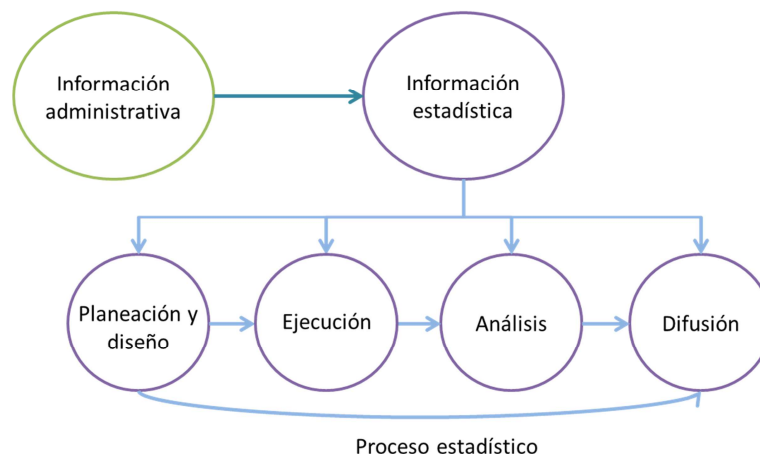 Información
administrativa
Información
estadística
Planeación y
diseño
Ejecución
Análisis
Difusión
Proceso estadístico